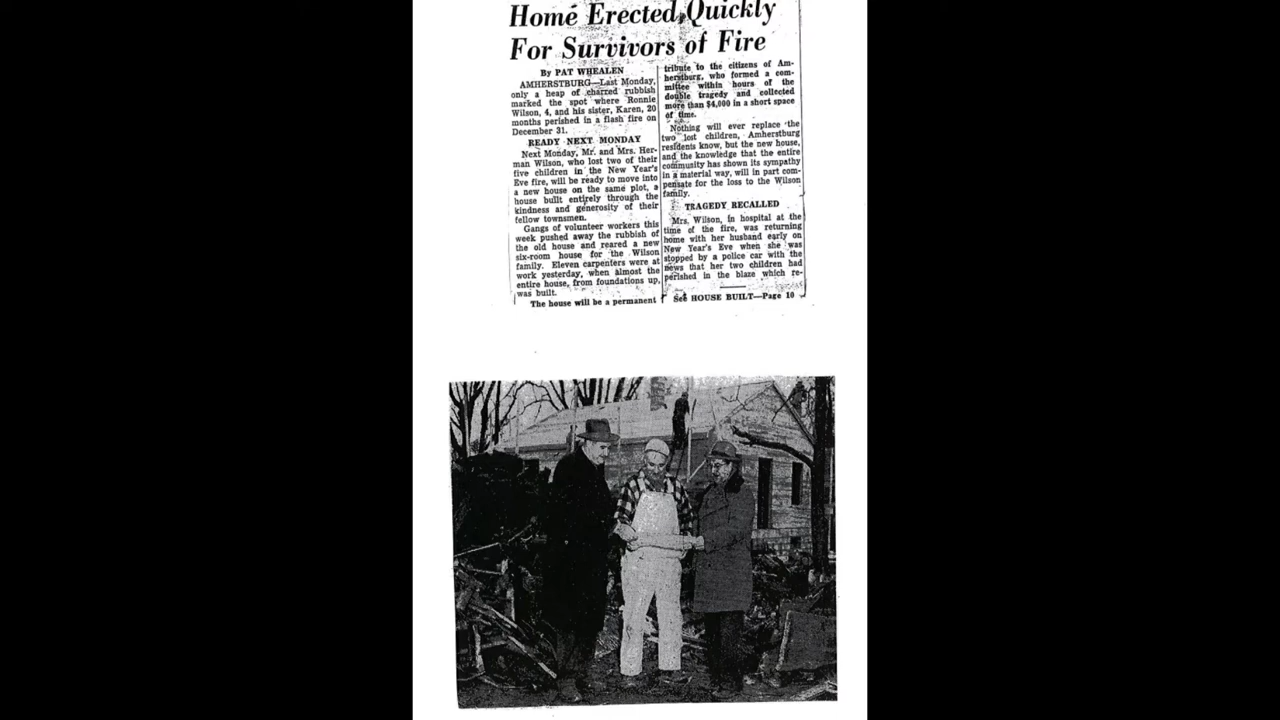 Home Erected Quickly
For Survivors of Fire
By PAT WHEALEN
AMHERSTBURG—Last Monday,
only a heap of charred rubbish
marked the spot where Ronnie
Wilson, 4, and his sister, Karen, 20
months perished in a flash fire on
December 31.
READY NEXT MONDAY
Next Monday, Mr. and Mrs. Her-
man Wilson, who lost two of their
five children in the New Year's
Eve fire, will be ready to move into
a new house on the same plot, a
house built entirely through the
kindness and generosity of their
fellow townsmen.
Gangs of volunteer workers this
week pushed away the rubbish of
the old house and reared a new
six-room house for the Wilson
family. Eleven carpenters were at
work yesterday, when almost the
entire house, from foundations up,
was built.
The house will be a permanent
tribute to the citizens of Am-
herstburg, who formed a com-
mittee within hours of the
double tragedy and collected
more than $4,000 in a short space
of time.
Nothing will ever replace the
two lost children, Amherstburg
residents know, but the new house,
and the knowledge that the entire
community has shown its sympathy
in a material way, will in part com-
pensate for the loss to the Wilson
family.
TRAGEDY RECALLED
Mrs. Wilson, in hospital at the
time of the fire, was returning
home with her husband early on
New Year's Eve when she was
stopped by a police car with the
news that her two children had
perished in the blaze which re-
See HOUSE BUILT—Page 10